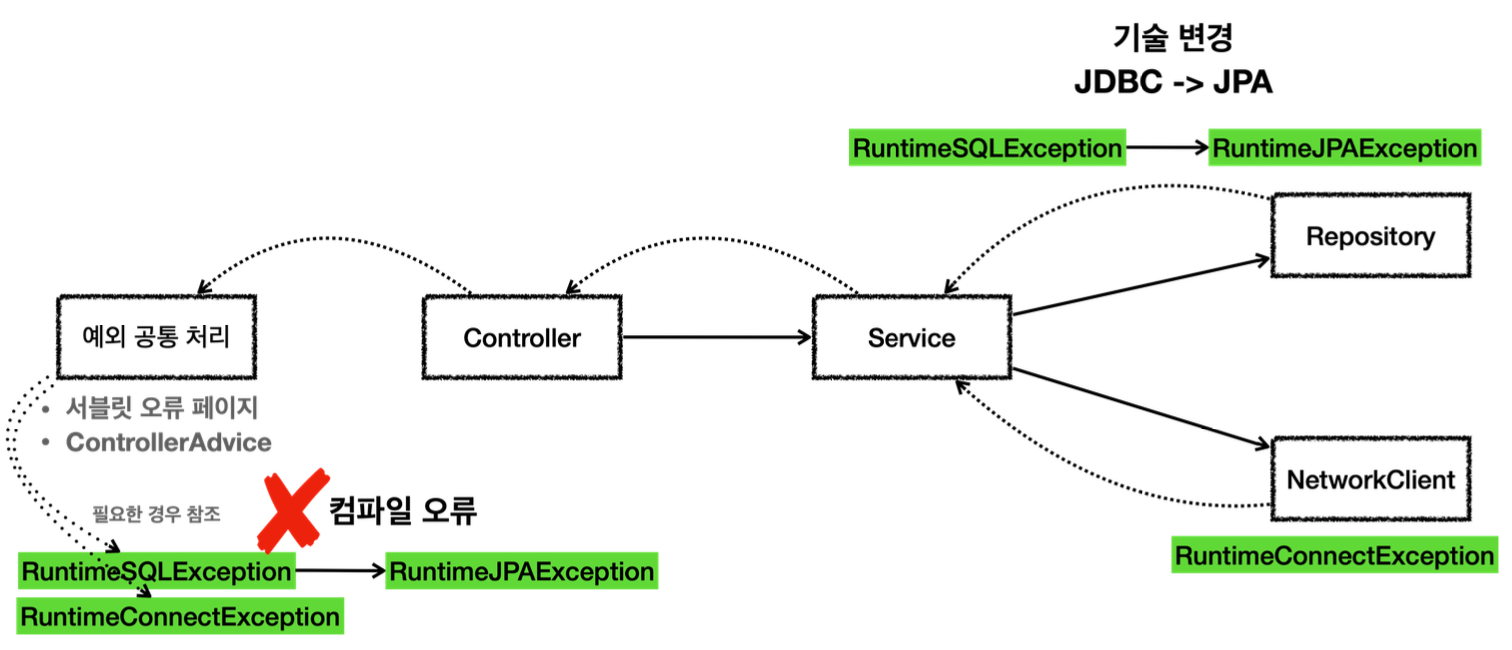 기술 변경
JDBC -> JPA
RuntimeSQLException
RuntimeJPAException
Repository
예외 공통 처리
Controller
Service
• 서블릿 오류 페이지
• ControllerAdvice
NetworkClient
필요한 경우 참조
컴파일 오류
RuntimeConnectException
RuntimeSQLException
RuntimeJPAException
RuntimeConnectException